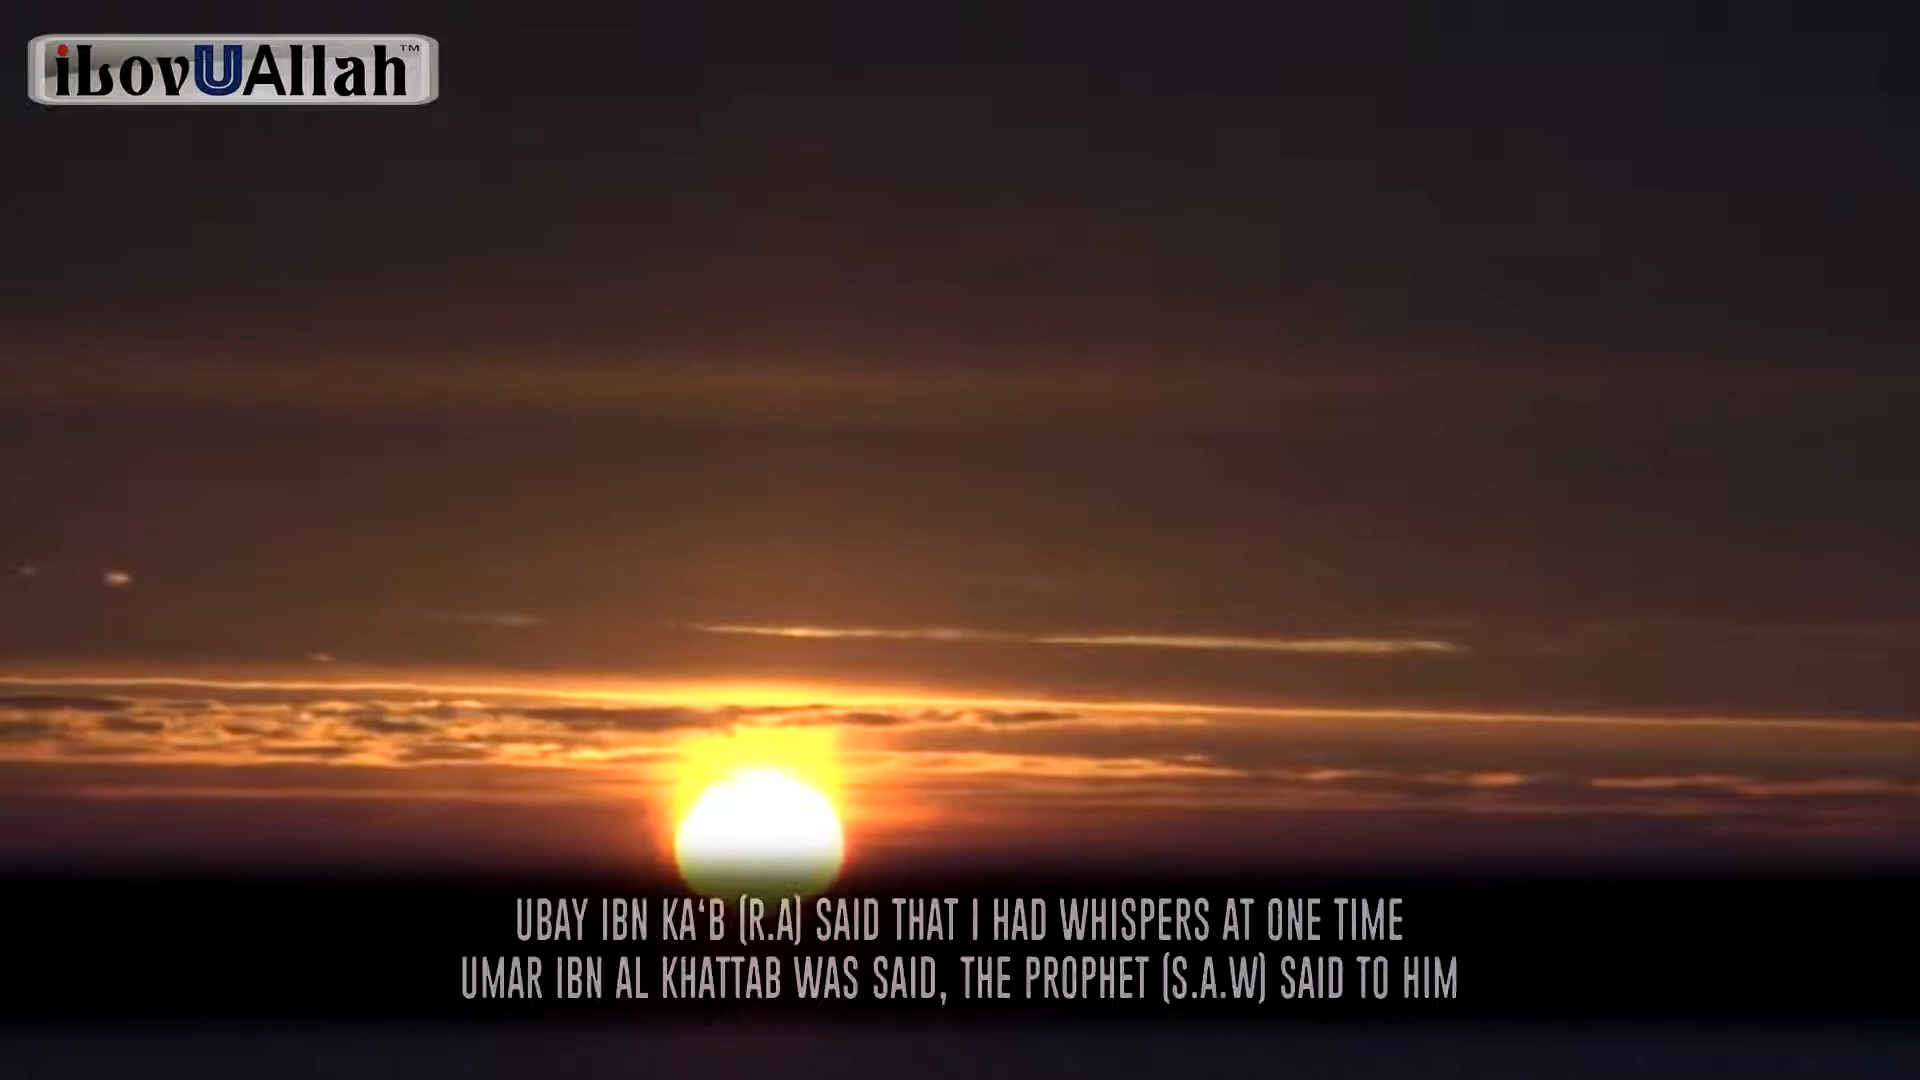 iLovUAllah™
UBAY IBN KA‘B (R.A) SAID THAT I HAD WHISPERS AT ONE TIME
UMAR IBN AL KHATTAB WAS SAID, THE PROPHET (S.A.W) SAID TO HIM